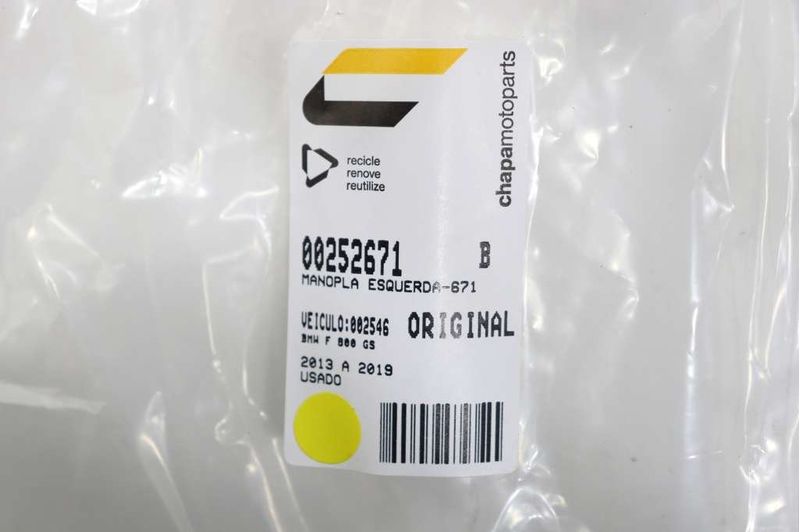 chapamotoparts
recicle
renove
reutilize
00252671 B
MANOPLA ESQUERDA-671
VEICULO:002546 ORIGINAL
BMW F 800 GS
2013 A 2019
USADO